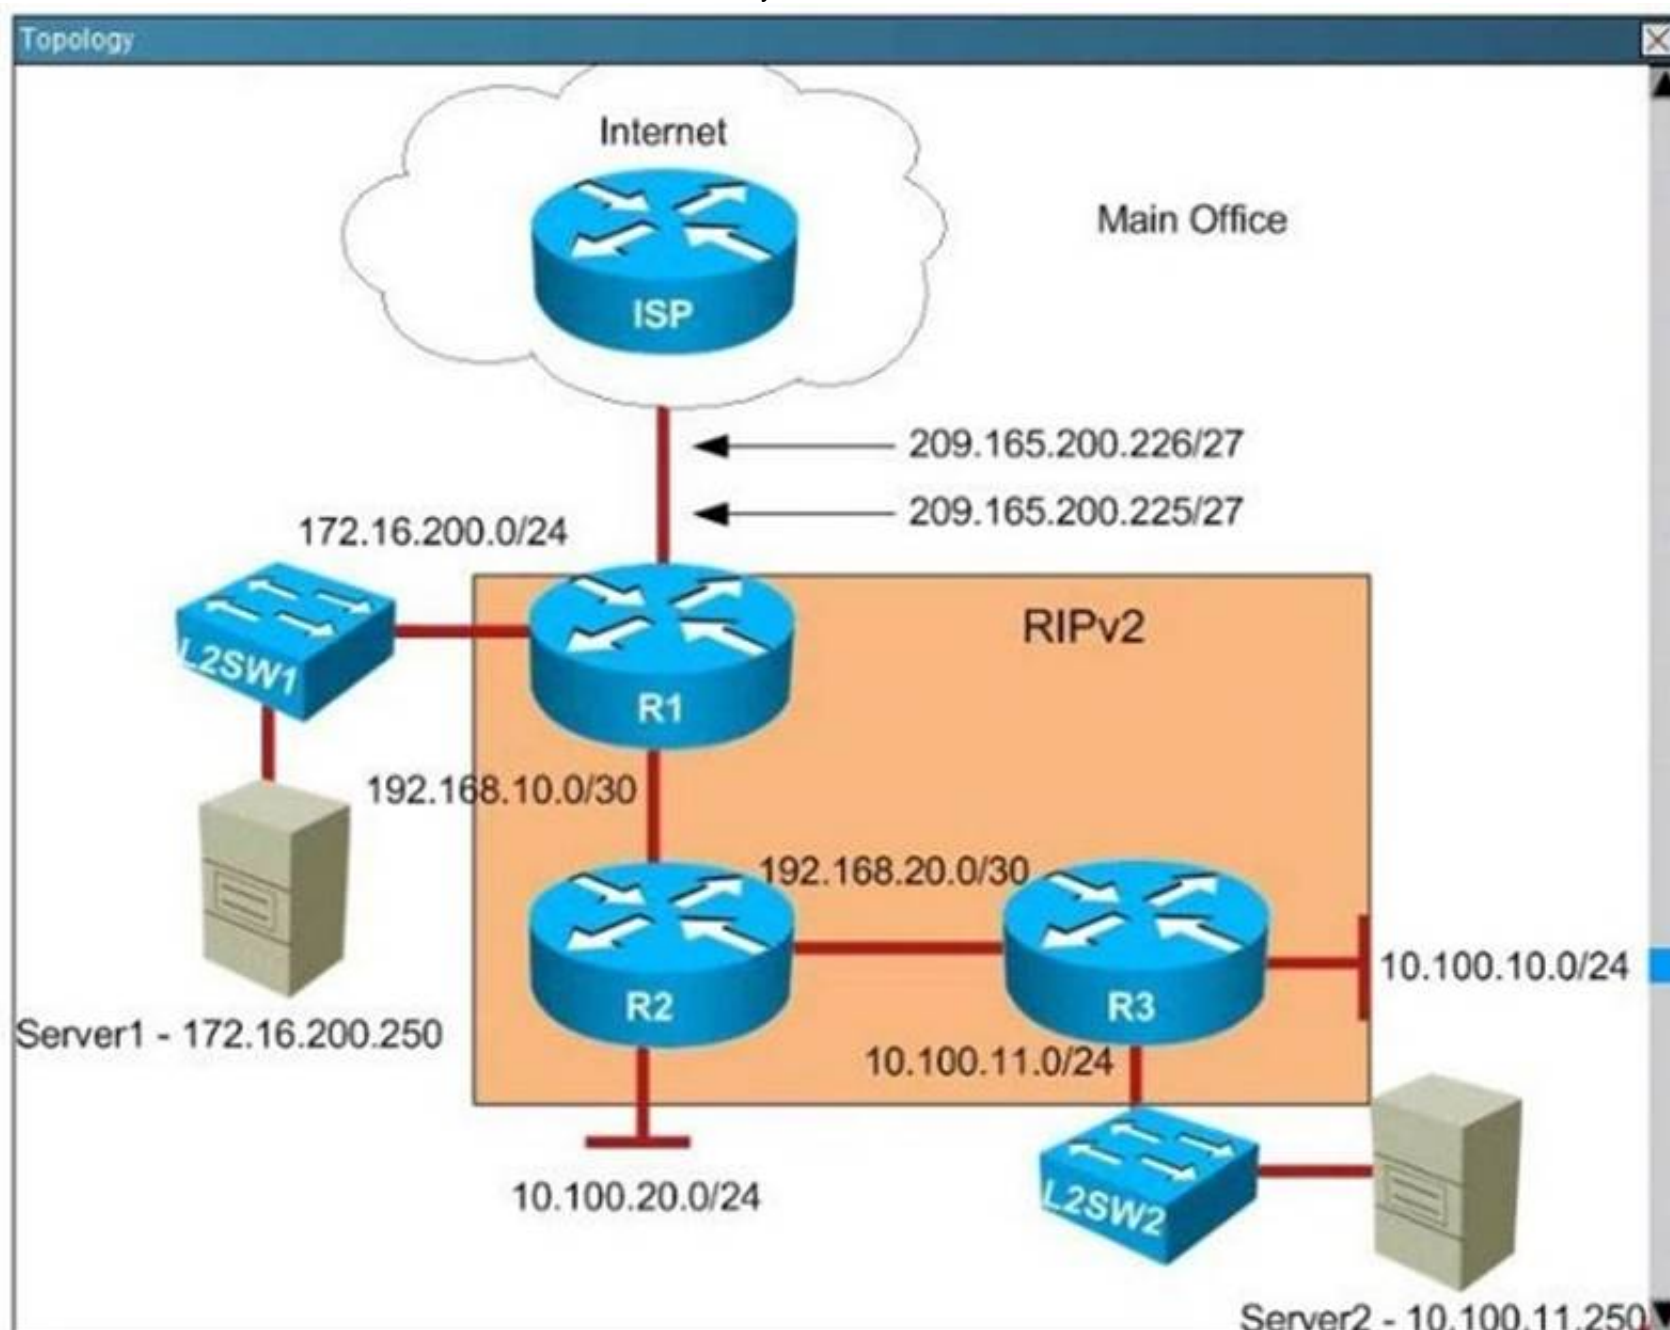 Topology
Internet
Main Office
ISP
209.165.200.226/27
209.165.200.225/27
172.16.200.0/24
RIPv2
L2SW1
R1
192.168.10.0/30
192.168.20.0/30
10.100.10.0/24
R2
R3
Server1 - 172.16.200.250
10.100.11.0/24
10.100.20.0/24
L2SW2
Server2 - 10.100.11.250